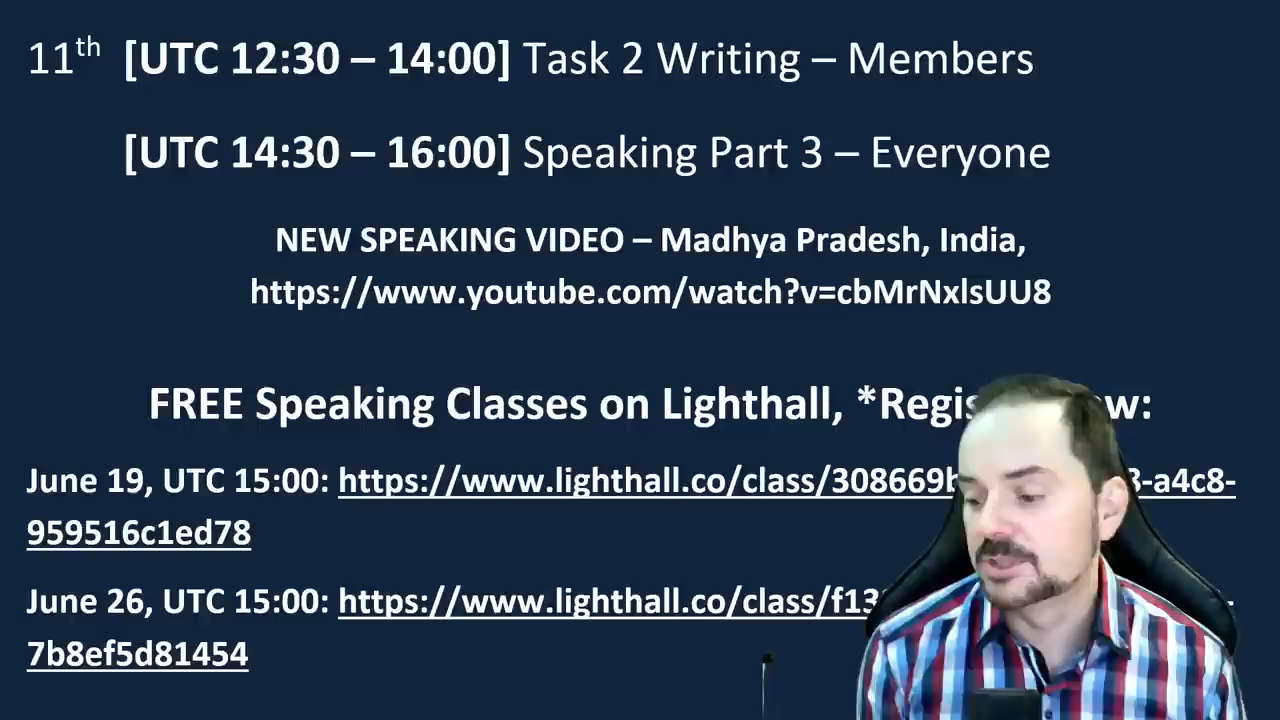 11th [UTC 12:30 – 14:00] Task 2 Writing – Members
[UTC 14:30 – 16:00] Speaking Part 3 – Everyone
NEW SPEAKING VIDEO – Madhya Pradesh, India,
https://www.youtube.com/watch?v=cbMrNxlsUU8
FREE Speaking Classes on Lighthall,
June 19, UTC 15:00: https://www.lighthall.co/class/308669 -a4c8-
959516c1ed78
June 26, UTC 15:00: https://www.lighthall.co/class/f13 -
7b8ef5d81454